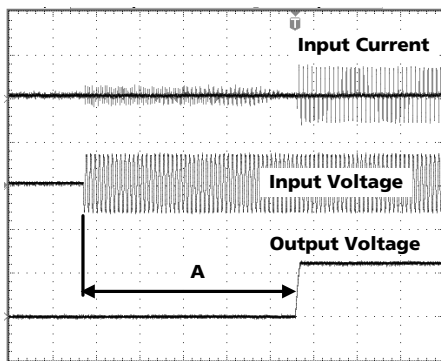 T
Input Current
Input Voltage
Output Voltage
A